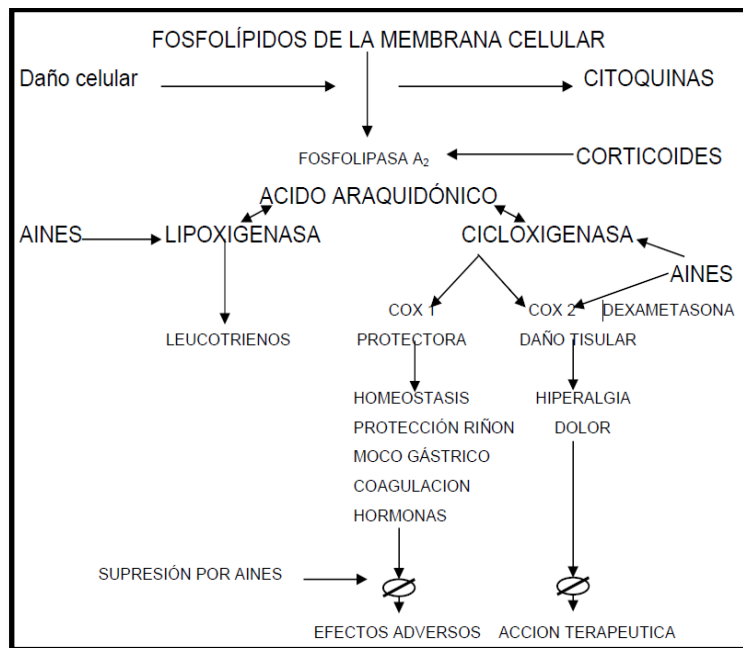 FOSFOLÍPIDOS DE LA MEMBRANA CELULAR
Daño celular
CITOQUINAS
FOSFOLIPASA A₂
CORTICOIDES
ACIDO ARAQUIDÓNICO
AINES
LIPOXIGENASA
CICLOXIGENASA
AINES
COX 1
COX 2
DEXAMETASONA
LEUCOTRIENOS
PROTECTORA
DAÑO TISULAR
HOMEOSTASIS
HIPERALGIA
PROTECCIÓN RIÑON
DOLOR
MOCO GÁSTRICO
COAGULACION
HORMONAS
SUPRESIÓN POR AINES
EFECTOS ADVERSOS
ACCION TERAPEUTICA